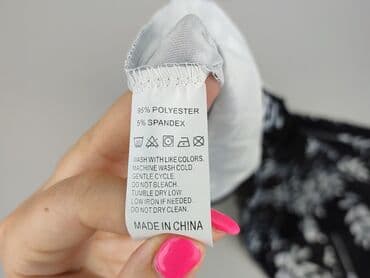 95% POLYESTER
5% SPANDEX
WASH WITH LIKE COLORS.
MACHINE WASH COLD
GENTLE CYCLE.
DO NOT BLEACH.
TUMBLE DRY LOW.
LOW IRON IF NEEDED.
DO NOT DRY CLEAN.
MADE IN CHINA